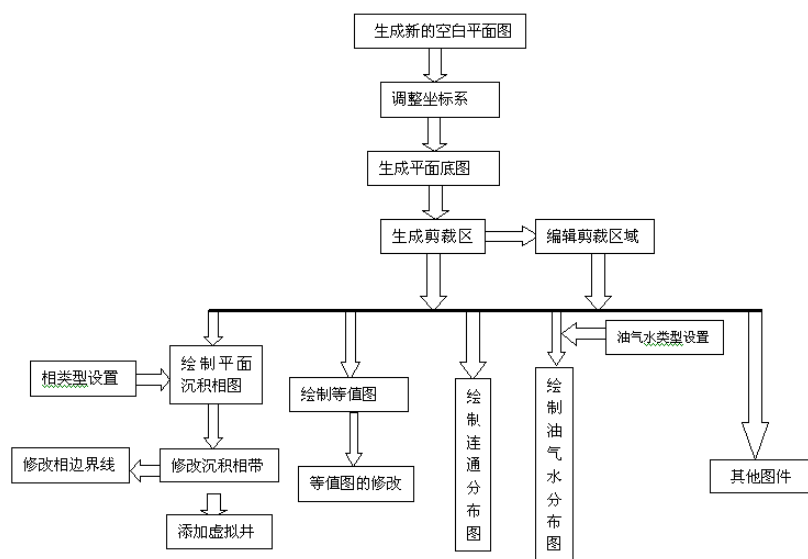 生成新的空白平面图
调整坐标系
生成平面底图
生成剪裁区
编辑剪裁区域
油气水类型设置
相类型设置
绘制平面
沉积相图
绘制等值图
绘制连通分布图
绘制油气水分布图
其他图件
修改相边界线
修改沉积相带
等值图的修改
添加虚拟井